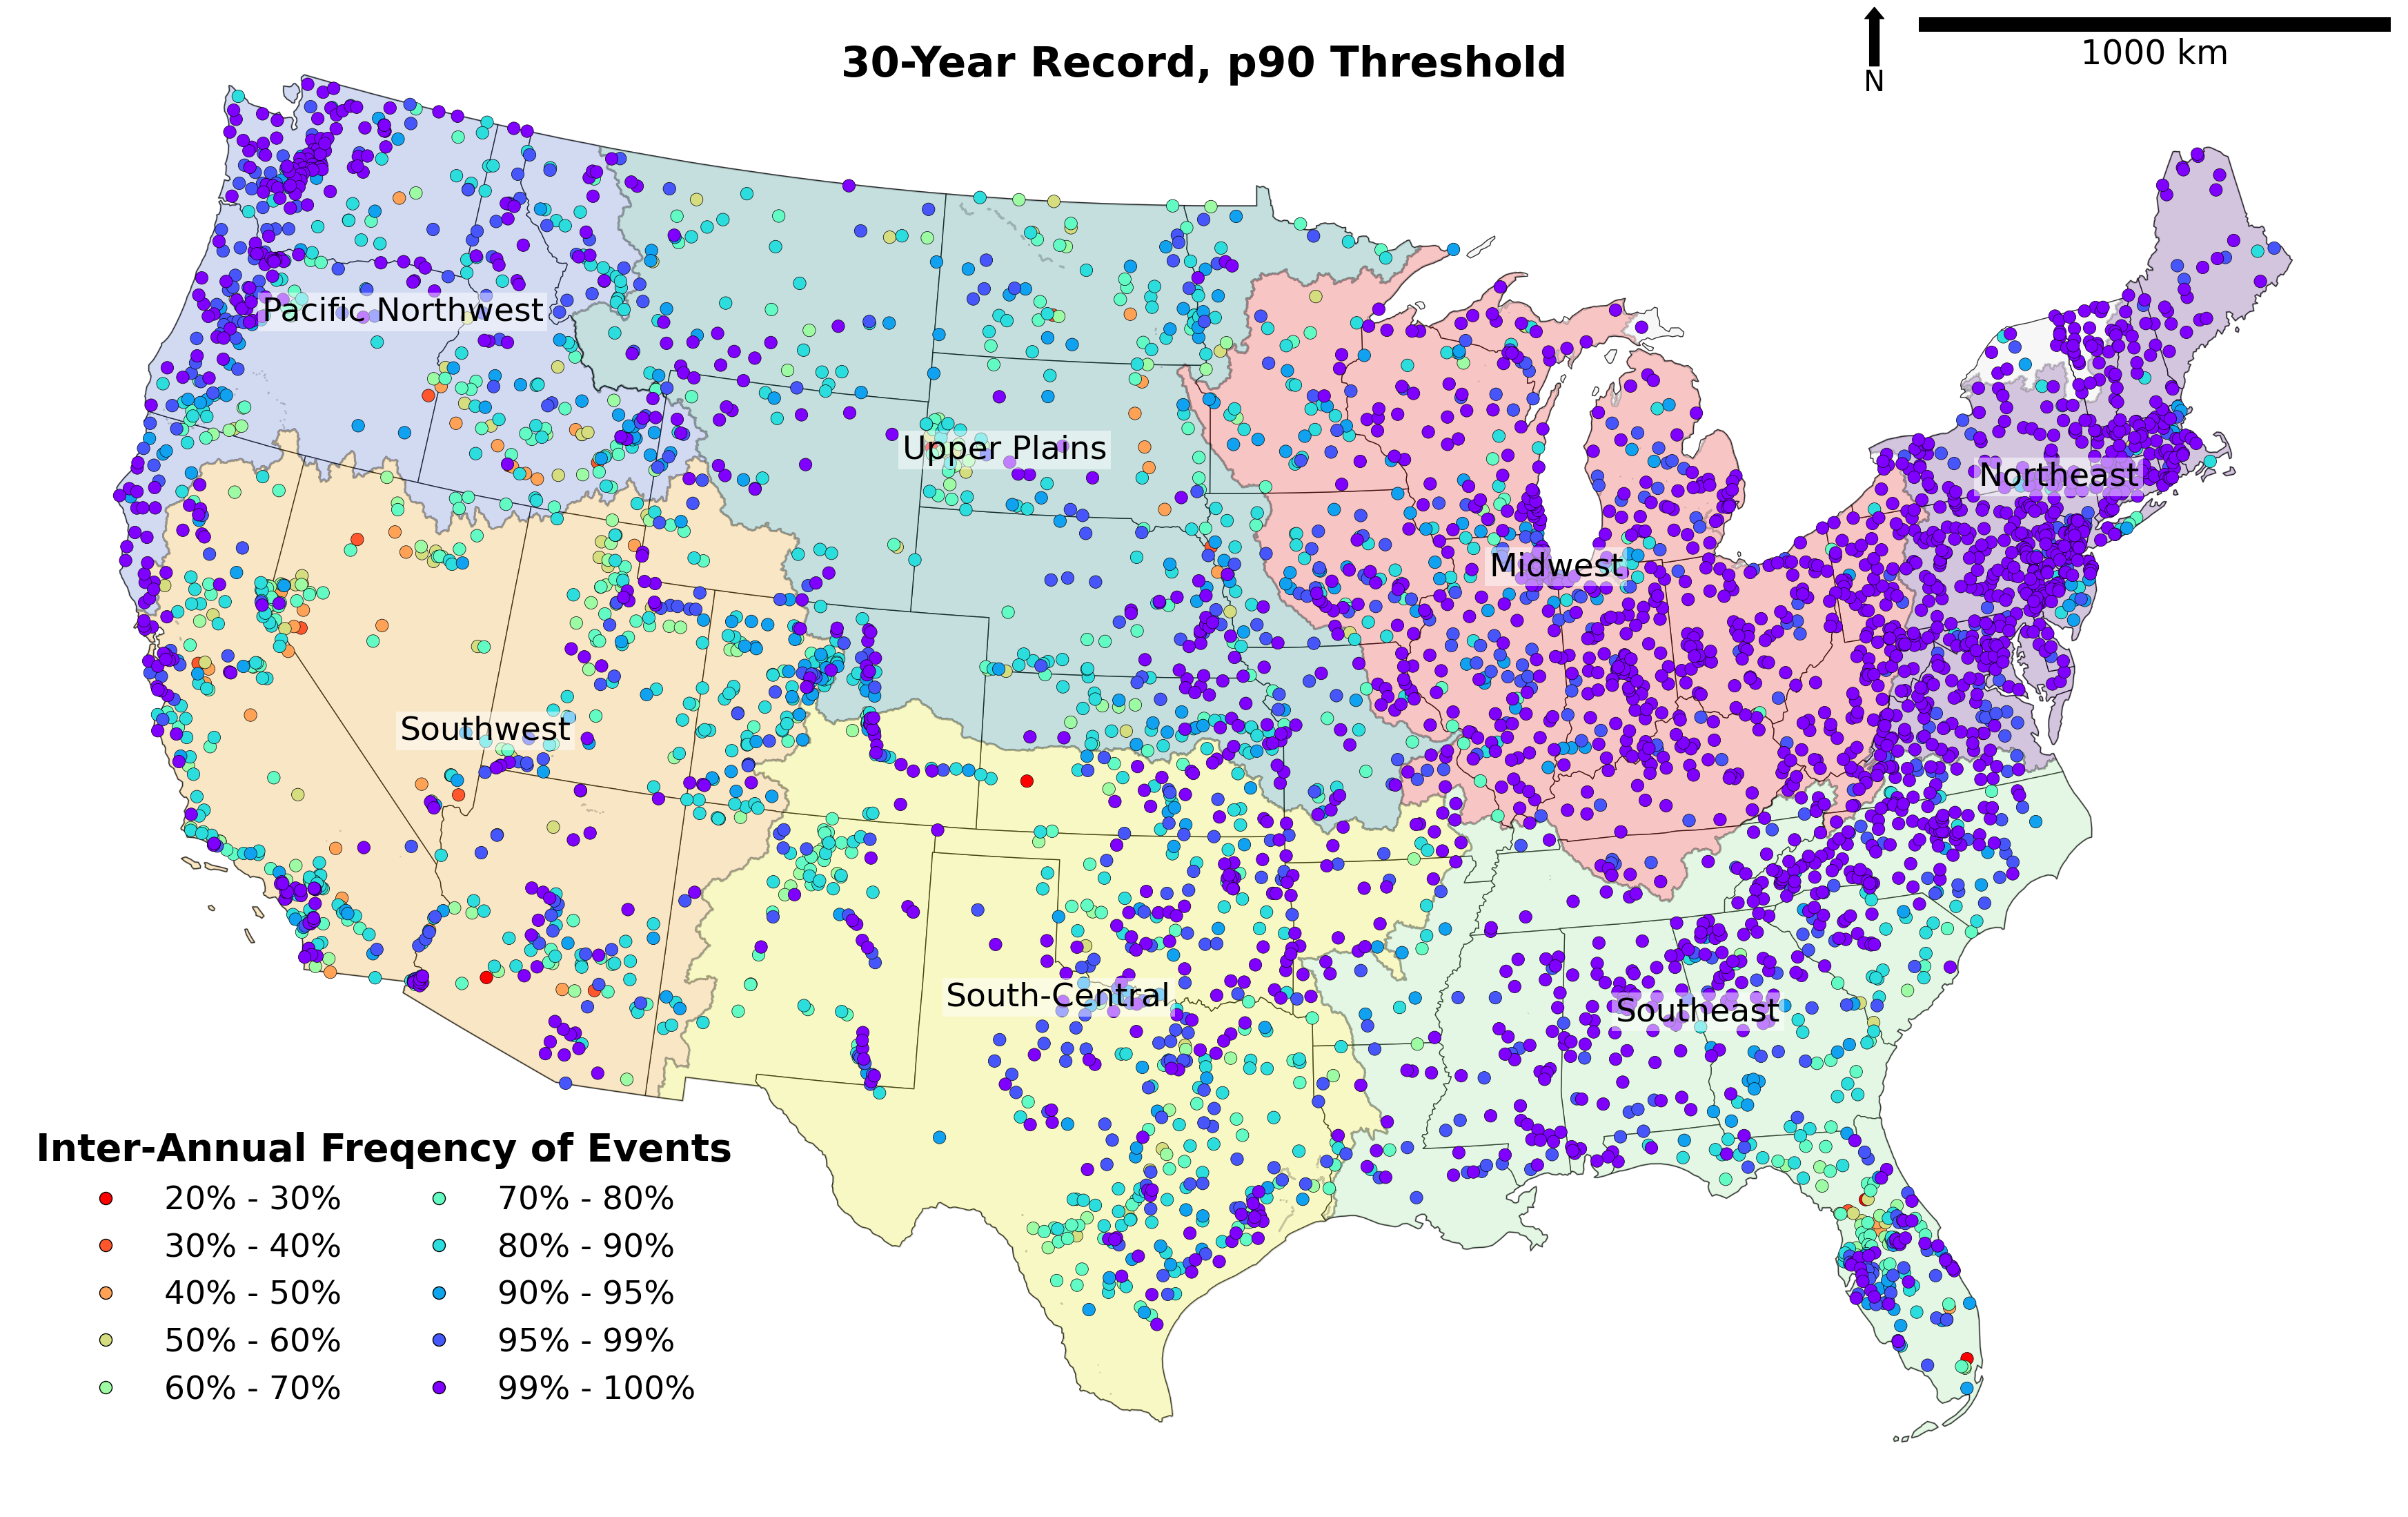 30-Year Record, p90 Threshold
N
1000 km
Pacific Northwest
Upper Plains
Northeast
Midwest
Southwest
South-Central
Southeast
Inter-Annual Freqency of Events
20% - 30%
30% - 40%
40% - 50%
50% - 60%
60% - 70%
70% - 80%
80% - 90%
90% - 95%
95% - 99%
99% - 100%